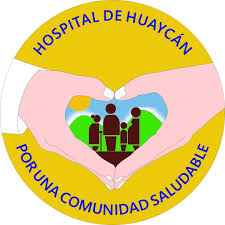 HOSPITAL DE HUAYCÁN
POR UNA COMUNIDAD SALUDABLE